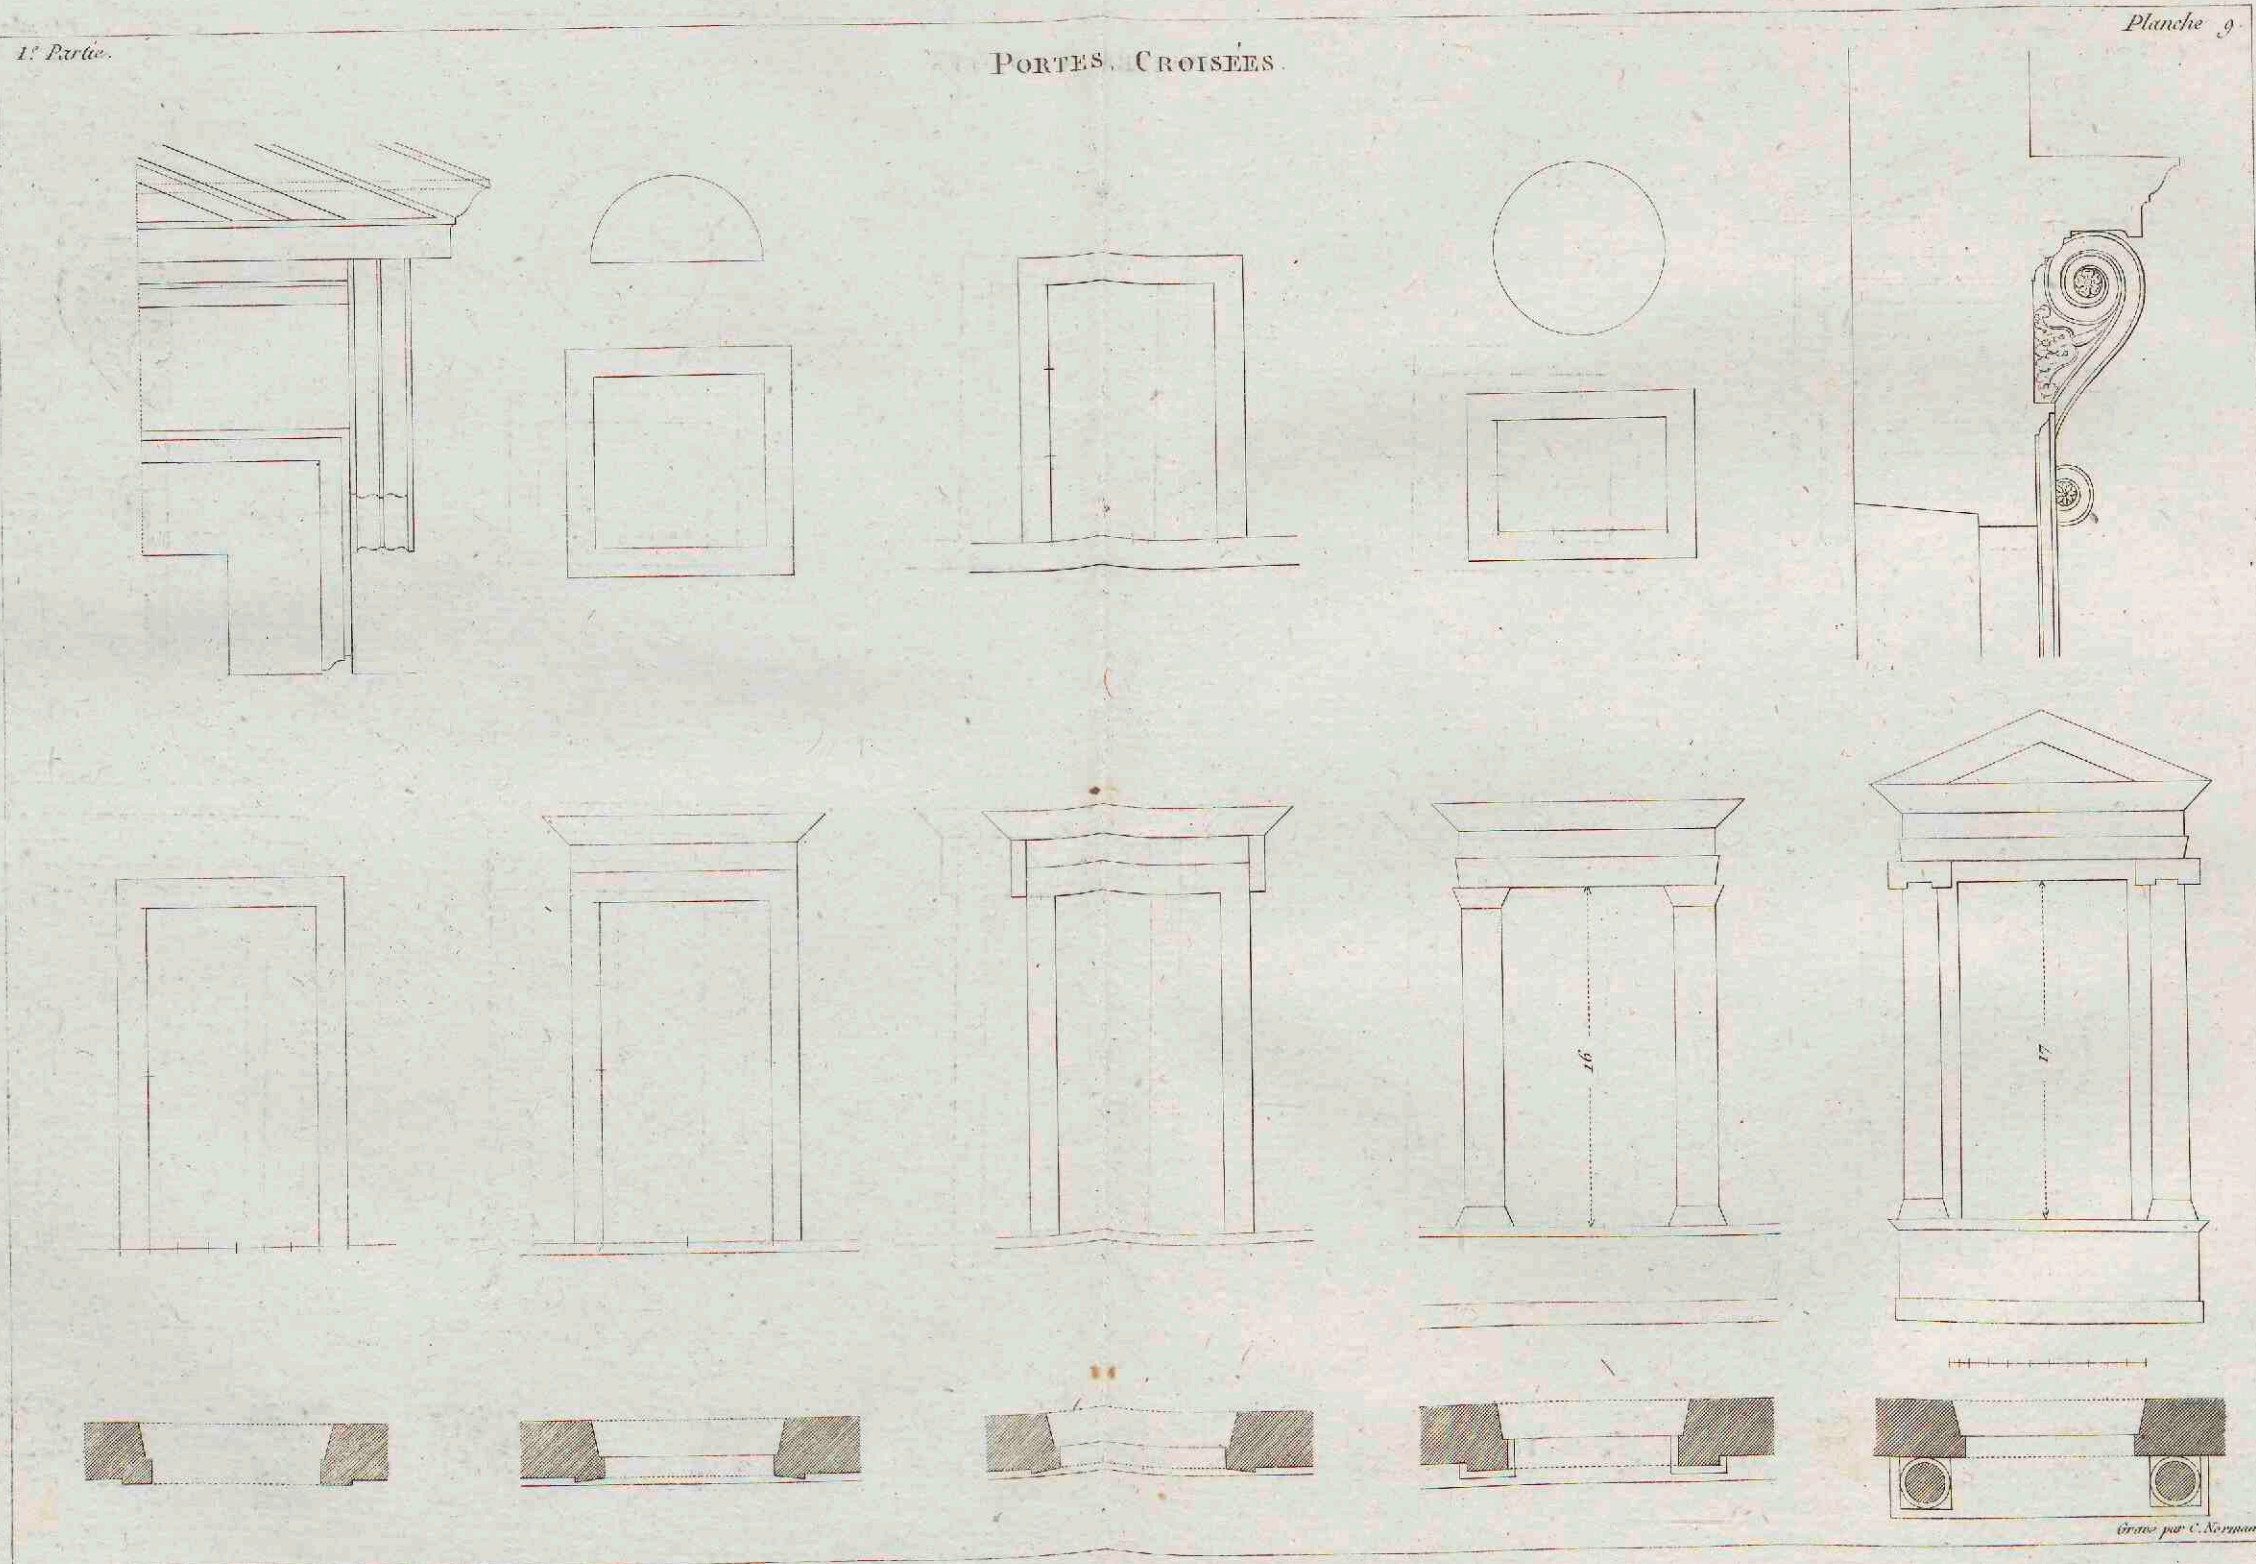 1.e Partie.
Planche 9.
PORTES, CROISÉES.
16
17
Gravé par C. Norman